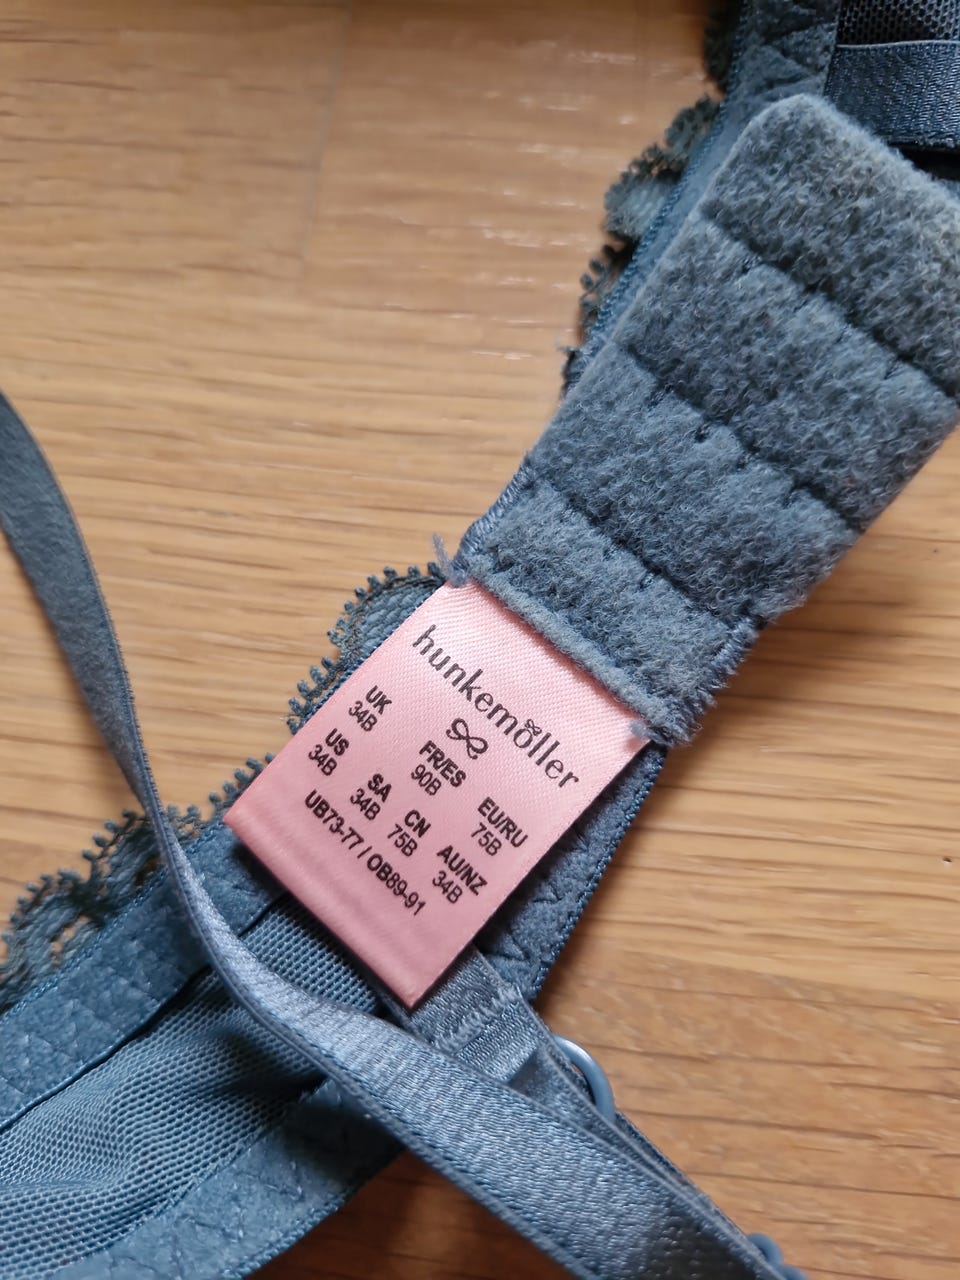 hunkemöller
UK FR/ES EU/RU
34B 90B 75B
US SA CN AU/NZ
34B 34B 75B 34B
UB73-77 / OB89-91